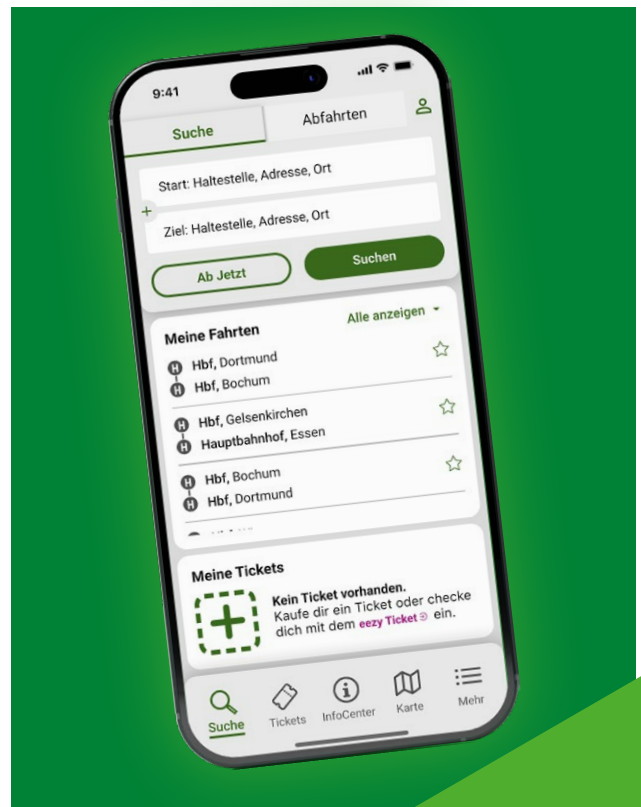 9:41
Suche
Abfahrten
Start: Haltestelle, Adresse, Ort
+
Ziel: Haltestelle, Adresse, Ort
Ab Jetzt
Suchen
Meine Fahrten
Alle anzeigen
H Hbf, Dortmund
H Hbf, Bochum
H Hbf, Gelsenkirchen
H Hauptbahnhof, Essen
H Hbf, Bochum
H Hbf, Dortmund
Meine Tickets
Kein Ticket vorhanden.
Kaufe dir ein Ticket oder checke
dich mit dem eezy Ticket ein.
Suche
Tickets
InfoCenter
Karte
Mehr